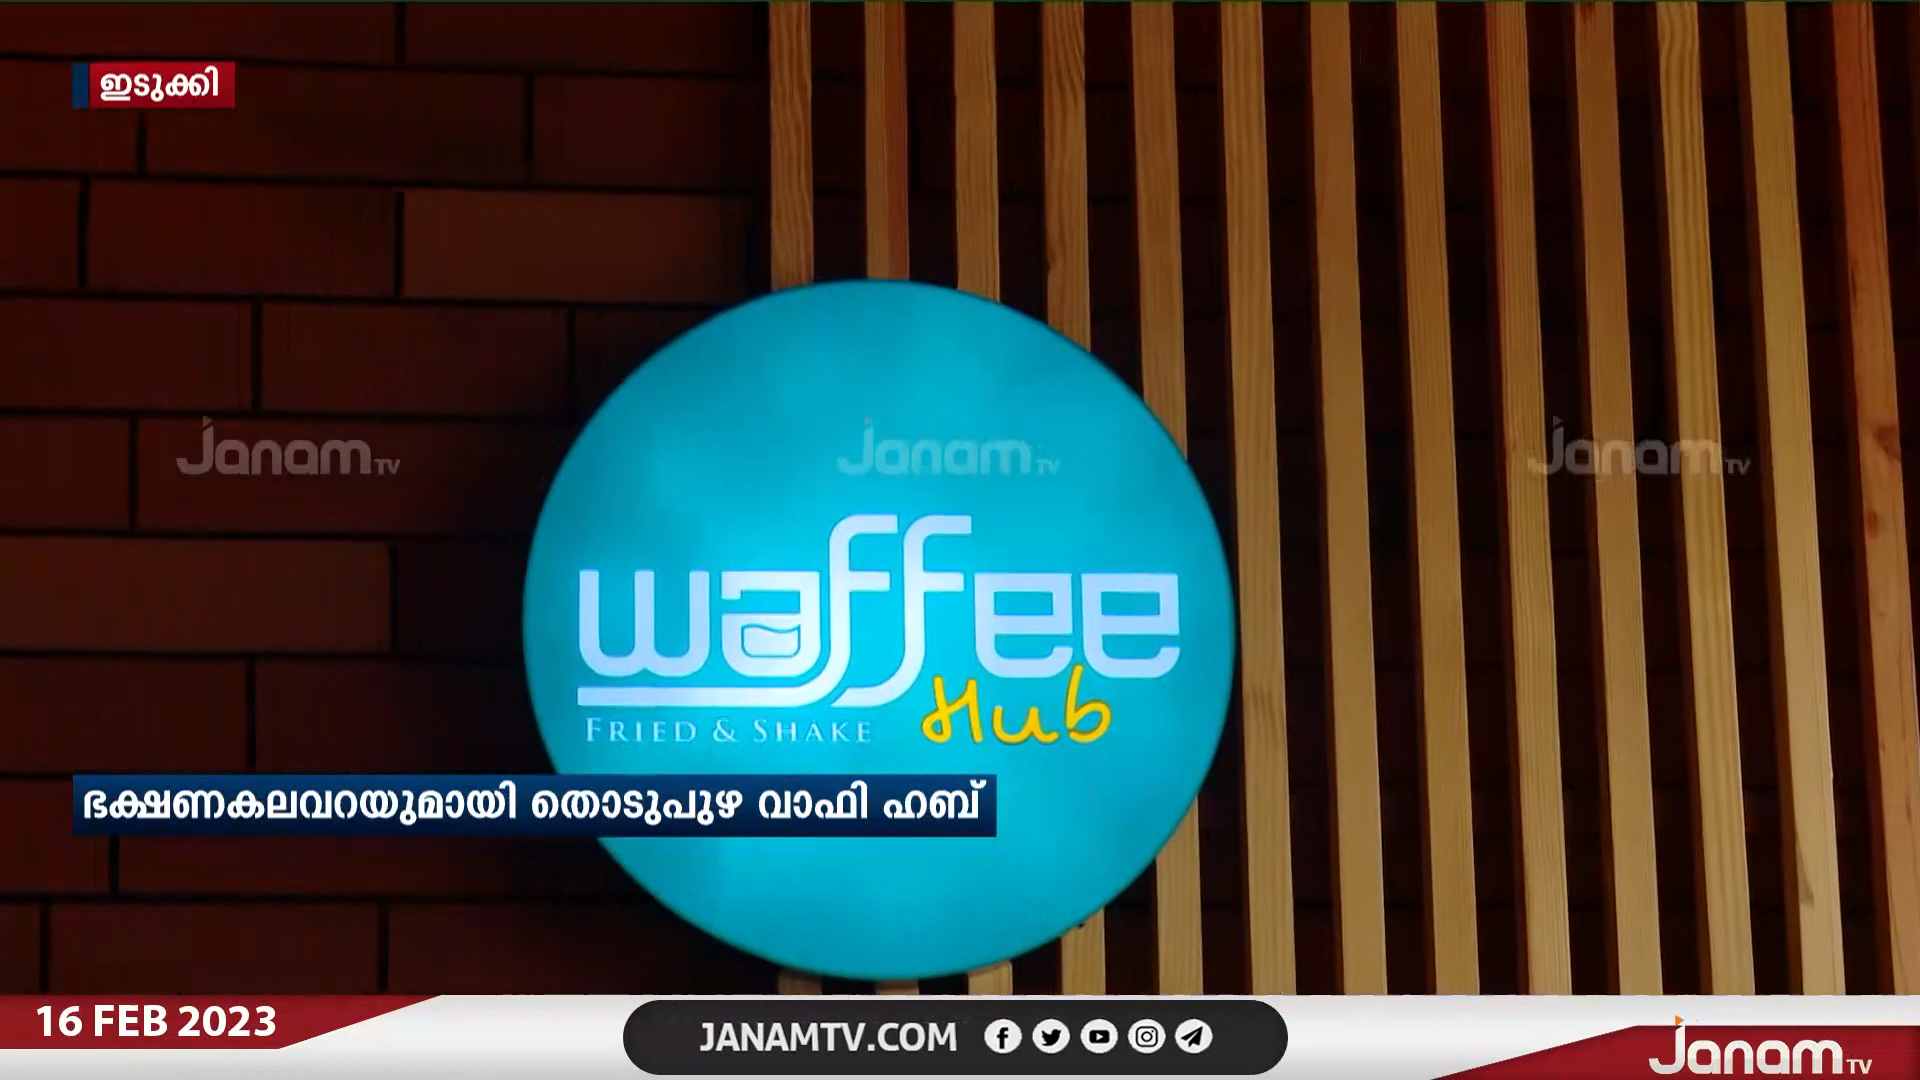 ഇടുക്കി
Janam TV
Janam TV
Janam TV
waffee
Hub
FRIED & SHAKE
ഭക്ഷണകലവറയുമായി തൊടുപുഴ വാഫി ഹബ്
16 FEB 2023
JANAMTV.COM
Janam TV